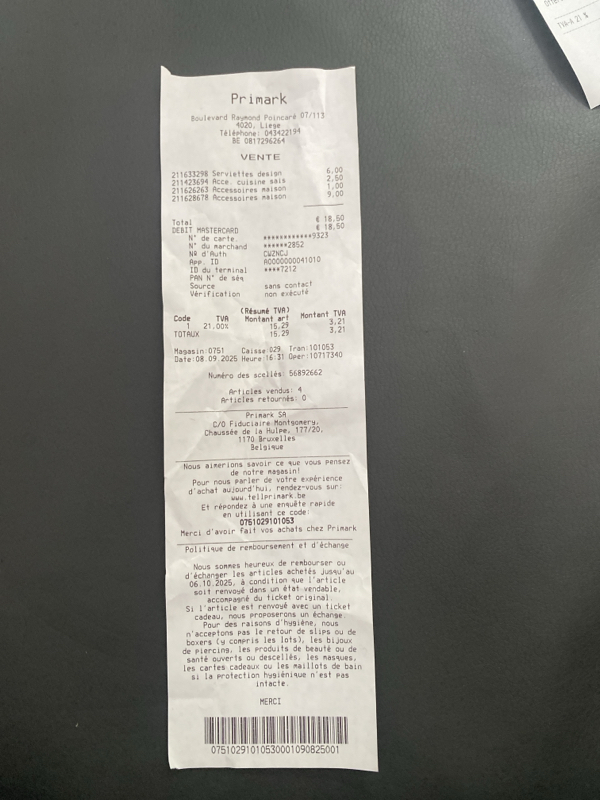 Primark
Boulevard Raymond Poincaré 07/113
4020, Liege
Téléphone: 043422194
BE 0817296264
VENTE
211633298 Serviettes design 6,00
211423694 Acce. cuisine sais 2,50
211626263 Accessoires maison 1,00
211628678 Accessoires maison 9,00
Total € 18,50
DEBIT MASTERCARD € 18,50
N° de carte ************9323
N° du marchand ******2852
Nº d'Auth CWZNCJ
App. ID A0000000041010
ID du terminal ****7212
PAN N° de séq
Source sans contact
Vérification non exécuté
(Résumé TVA)
Code TVA Montant art Montant TVA
1 21.00% 15,29 3,21
TOTAUX 15,29 3,21
Magasin:0751 Caisse 029 Tran:101053
Date:08.09.2025 Heure:16:31 Oper:10717340
Numéro des scellés: 56892662
Articles vendus: 4
Articles retournés: 0
Primark SA
C/O Fiduciaire Montgomery,
Chaussée de la Hulpe, 177/20,
1170 Bruxelles
Belgique
Nous aimerions savoir ce que vous pensez
de notre magasin!
Pour nous parler de votre expérience
d'achat aujourd'hui, rendez-vous sur:
www.tellprimark.be
Et répondez à une enquête rapide
en utilisant ce code:
0751029101053
Merci d'avoir fait vos achats chez Primark
Politique de remboursement et d'échange
Nous sommes heureux de rembourser ou
d'échanger les articles achetés jusqu'au
06.10.2025, à condition que l'article
soit renvoyé dans un état vendable,
accompagné du ticket original.
Si l'article est renvoyé avec un ticket
cadeau, nous proposerons un échange.
Pour des raisons d'hygiène, nous
n'acceptons pas le retour de slips ou de
boxers (y compris les lots), les bijoux
de piercing, les produits de beauté ou de
santé ouverts ou descellés, les masques,
les cartes cadeaux ou les maillots de bain
si la protection hygiénique n'est pas
intacte.
MERCI
07510291010530001090825001
TVA-A 21 %